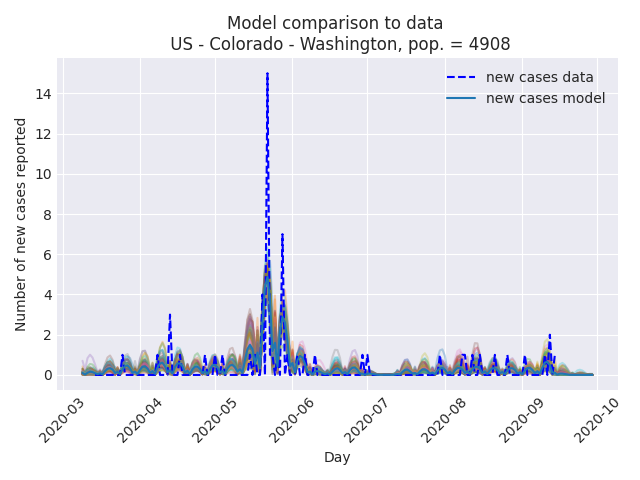 Model comparison to data
US - Colorado - Washington, pop. = 4908
new cases data
new cases model
Number of new cases reported
14
12
10
8
6
4
2
0
2020-03
2020-04
2020-05
2020-06
2020-07
2020-08
2020-09
2020-10
Day